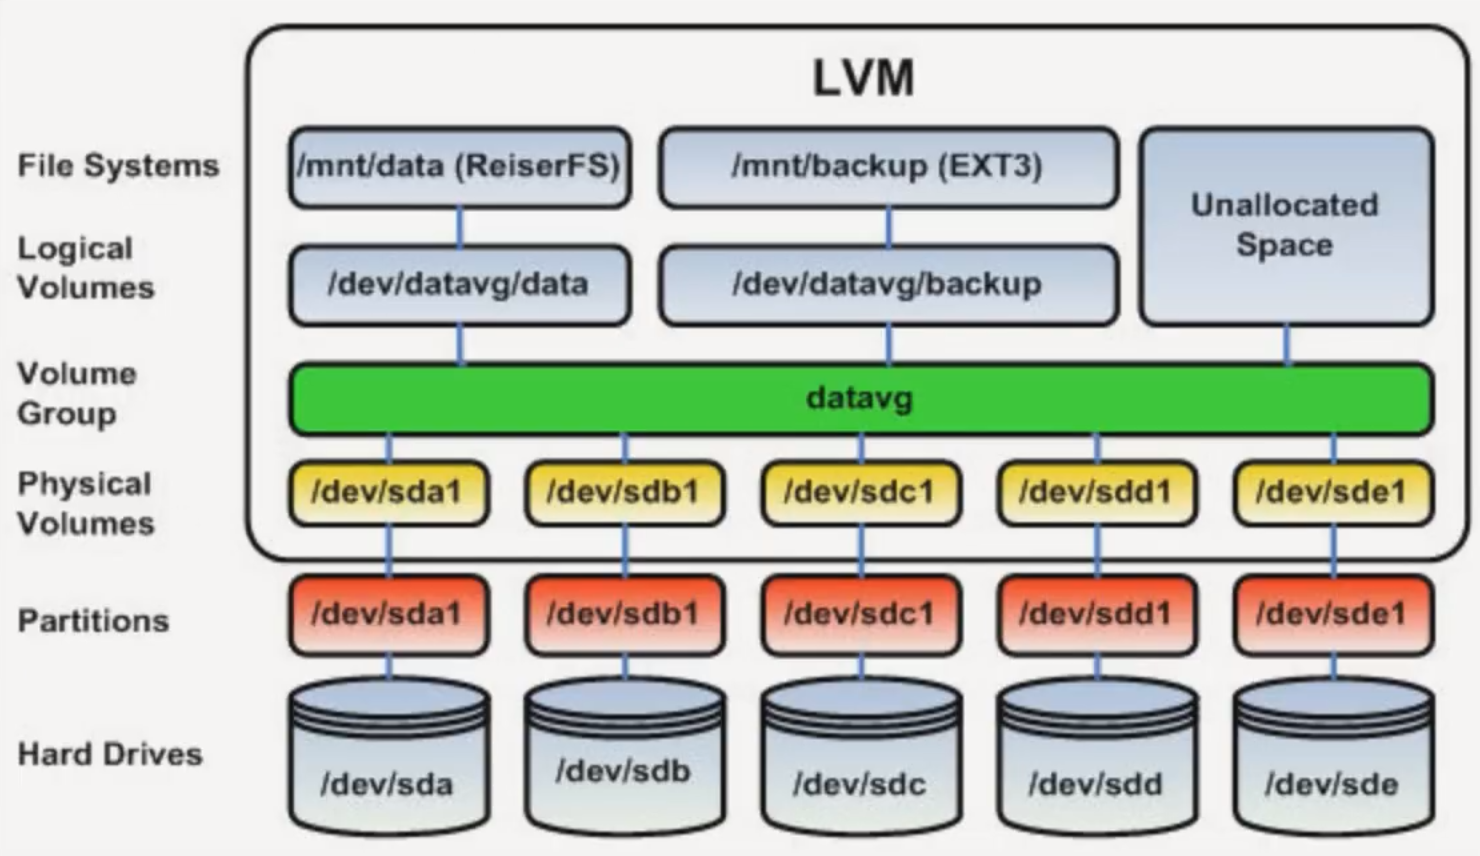 LVM
File Systems
/mnt/data (ReiserFS)
/mnt/backup (EXT3)
Unallocated
Space
Logical
Volumes
/dev/datavg/data
/dev/datavg/backup
Volume
Group
datavg
Physical
Volumes
/dev/sda1
/dev/sdb1
/dev/sdc1
/dev/sdd1
/dev/sde1
Partitions
/dev/sda1
/dev/sdb1
/dev/sdc1
/dev/sdd1
/dev/sde1
Hard Drives
/dev/sda
/dev/sdb
/dev/sdc
/dev/sdd
/dev/sde